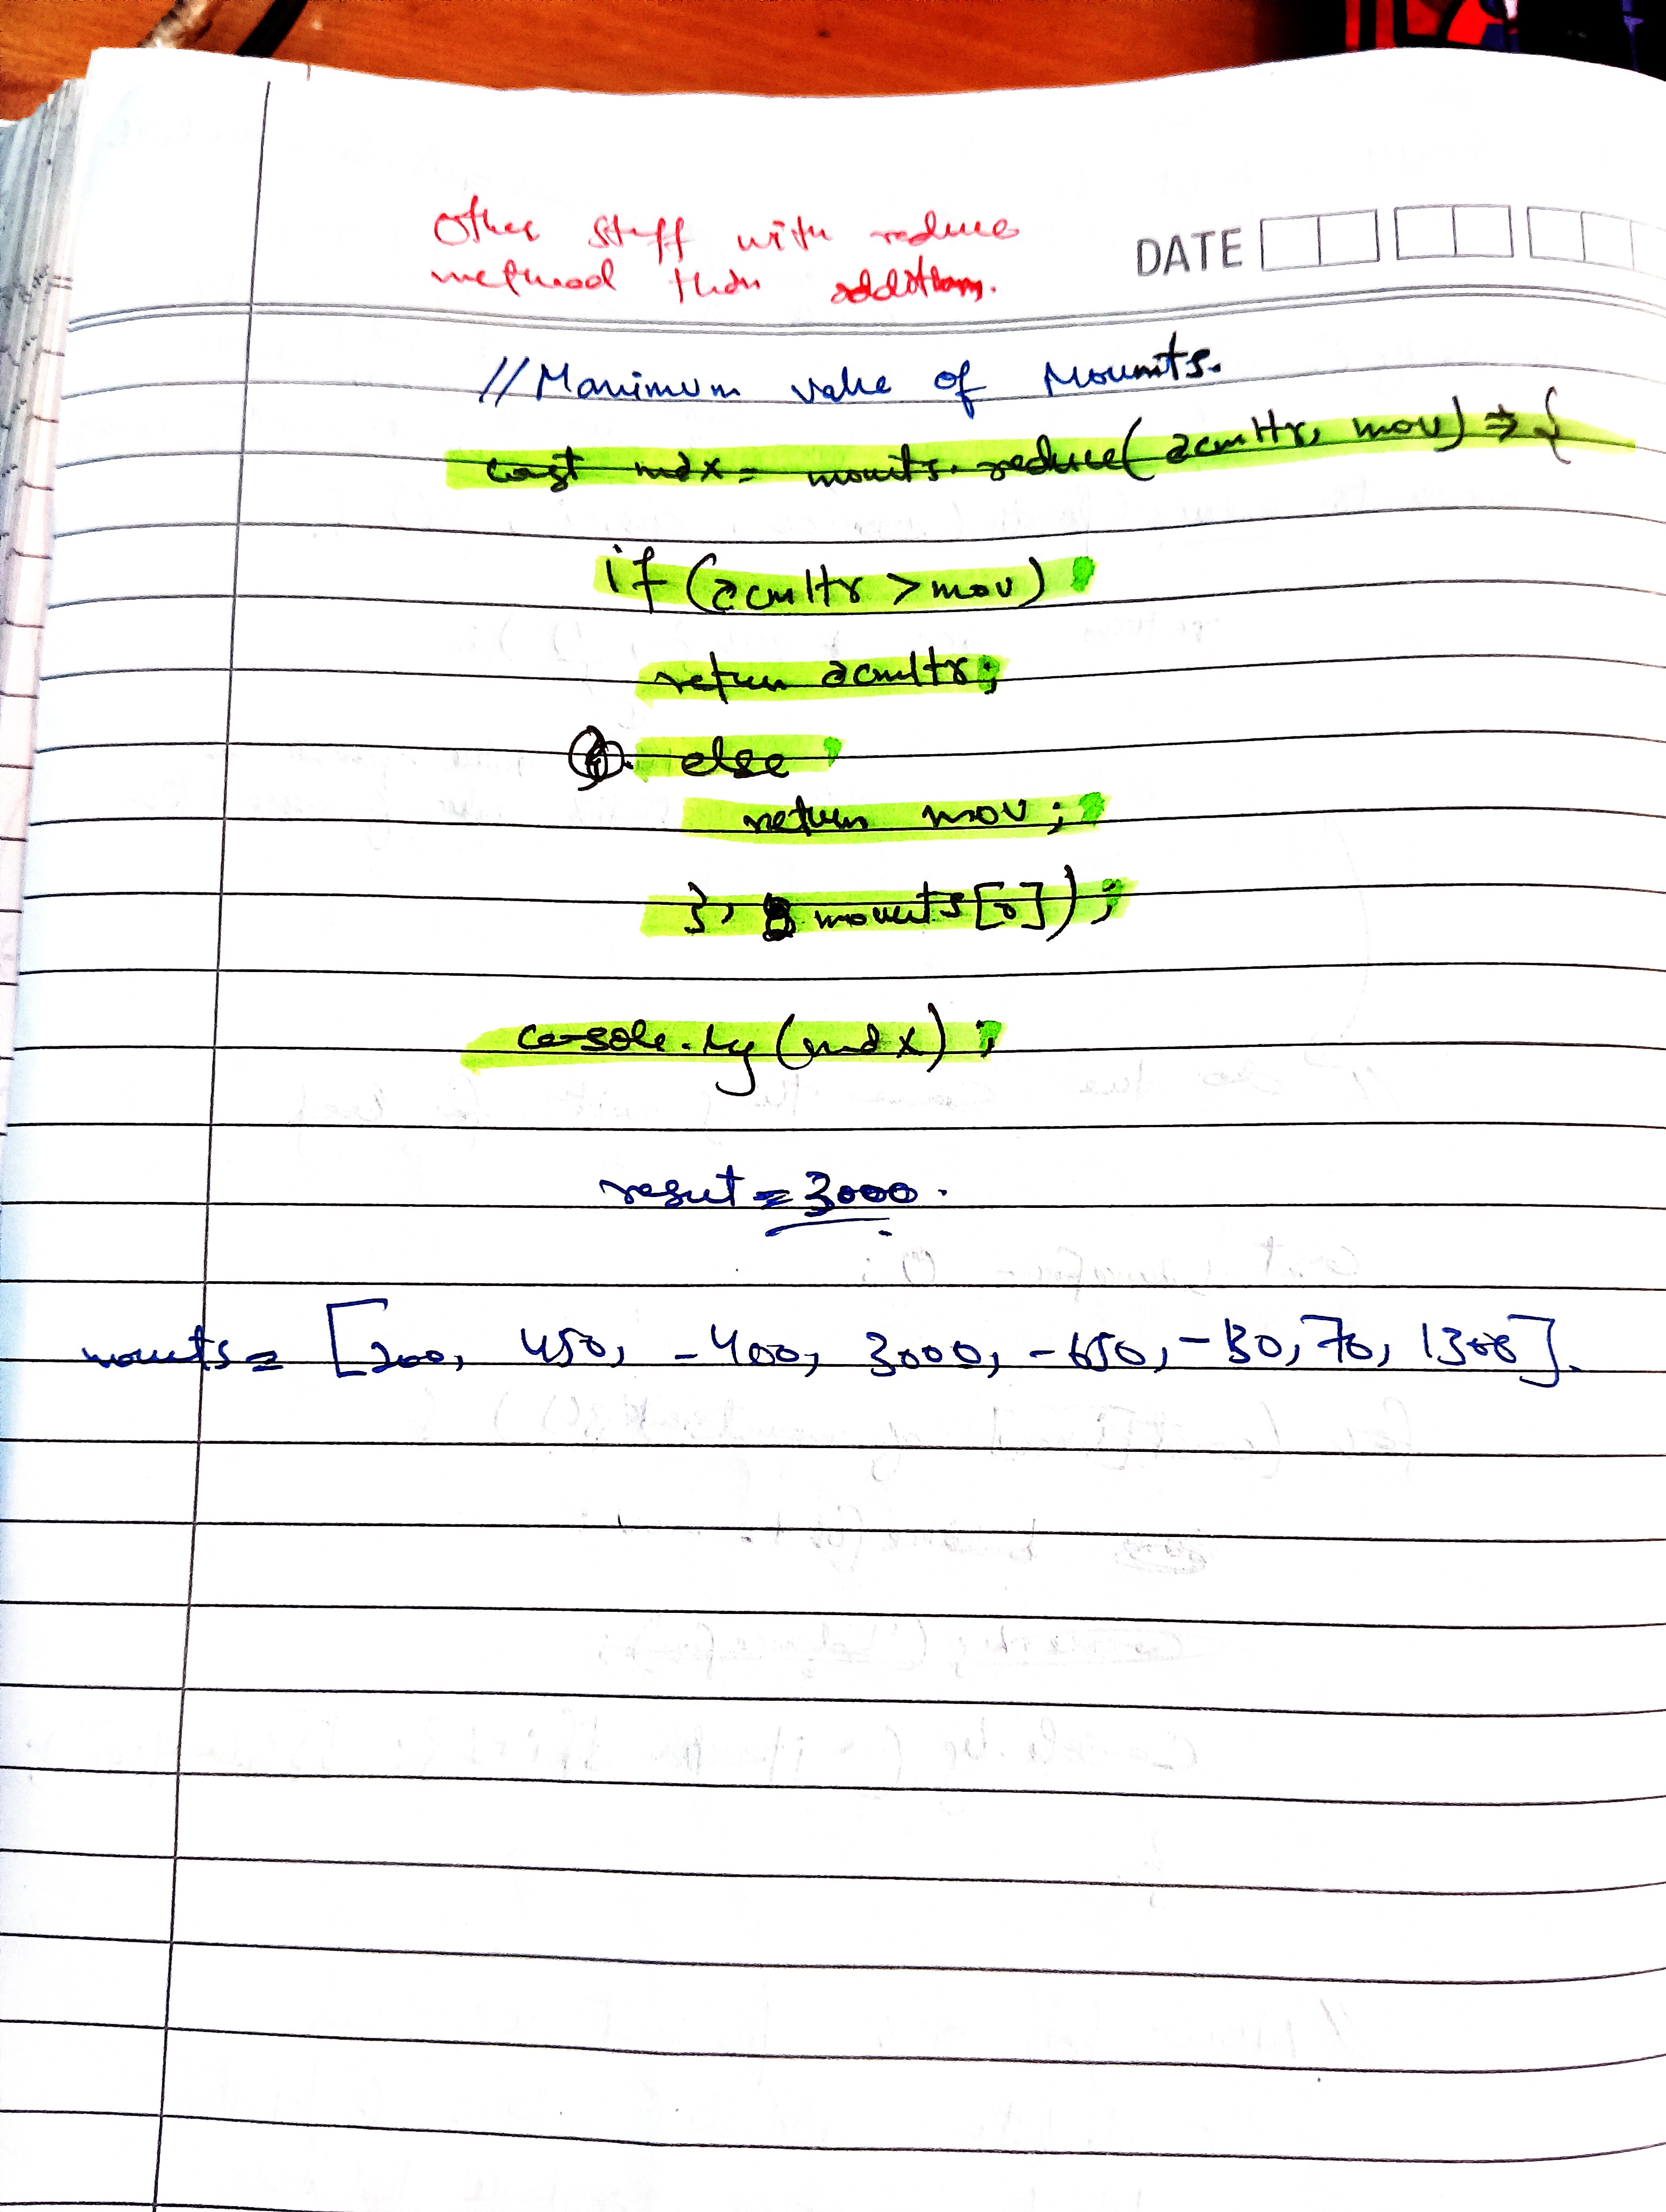 Other stuff with reduce
method than addition.
DATE
//Maximum value of Mounts.
const max = mounts.reduce(acmltr, mov) => {
if (acmltr > mov)
return acmltr;
else
return mov;
}, mounts[0]);
console.log(max);
result = 3000.
mounts = [200, 450, -400, 3000, -650, -130, 70, 1300].